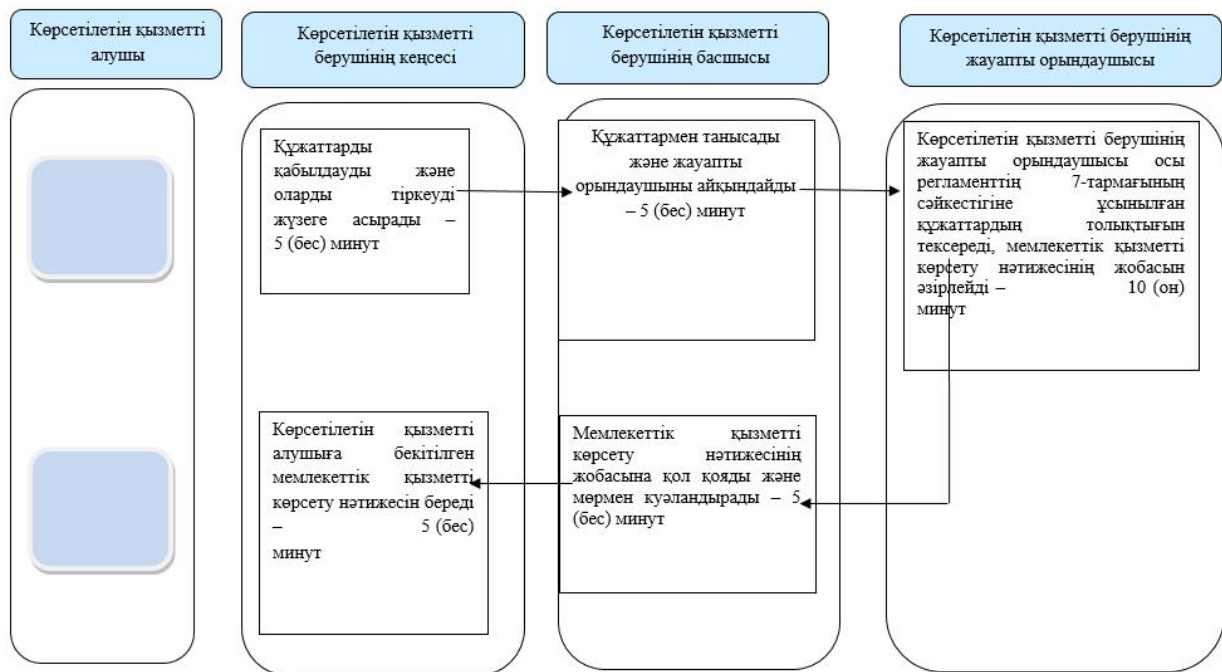 Көрсетілетін қызметті
алушы
Көрсетілетін қызметті
берушінің кеңсесі
Көрсетілетін қызметті
берушінің басшысы
Көрсетілетін қызметті берушінің
жауапты орындаушысы
Құжаттарды
қабылдауды және
оларды тіркеуді
жүзеге асырады –
5 (бес) минут
Құжаттармен танысады
және жауапты
орындаушыны айқындайды
– 5 (бес) минут
Көрсетілетін қызметті берушінің
жауапты орындаушысы осы
регламенттің 7-тармағының
сәйкестігіне ұсынылған
құжаттардың толықтығын
тексереді, мемлекеттік қызметті
көрсету нәтижесінің жобасын
әзірлейді – 10 (он)
минут
Көрсетілетін қызметті
алушыға бекітілген
мемлекеттік қызметті
көрсету нәтижесін береді
– 5 (бес)
минут
Мемлекеттік қызметті
көрсету нәтижесінің
жобасына қол қояды және
мөрмен куәландырады – 5
(бес) минут